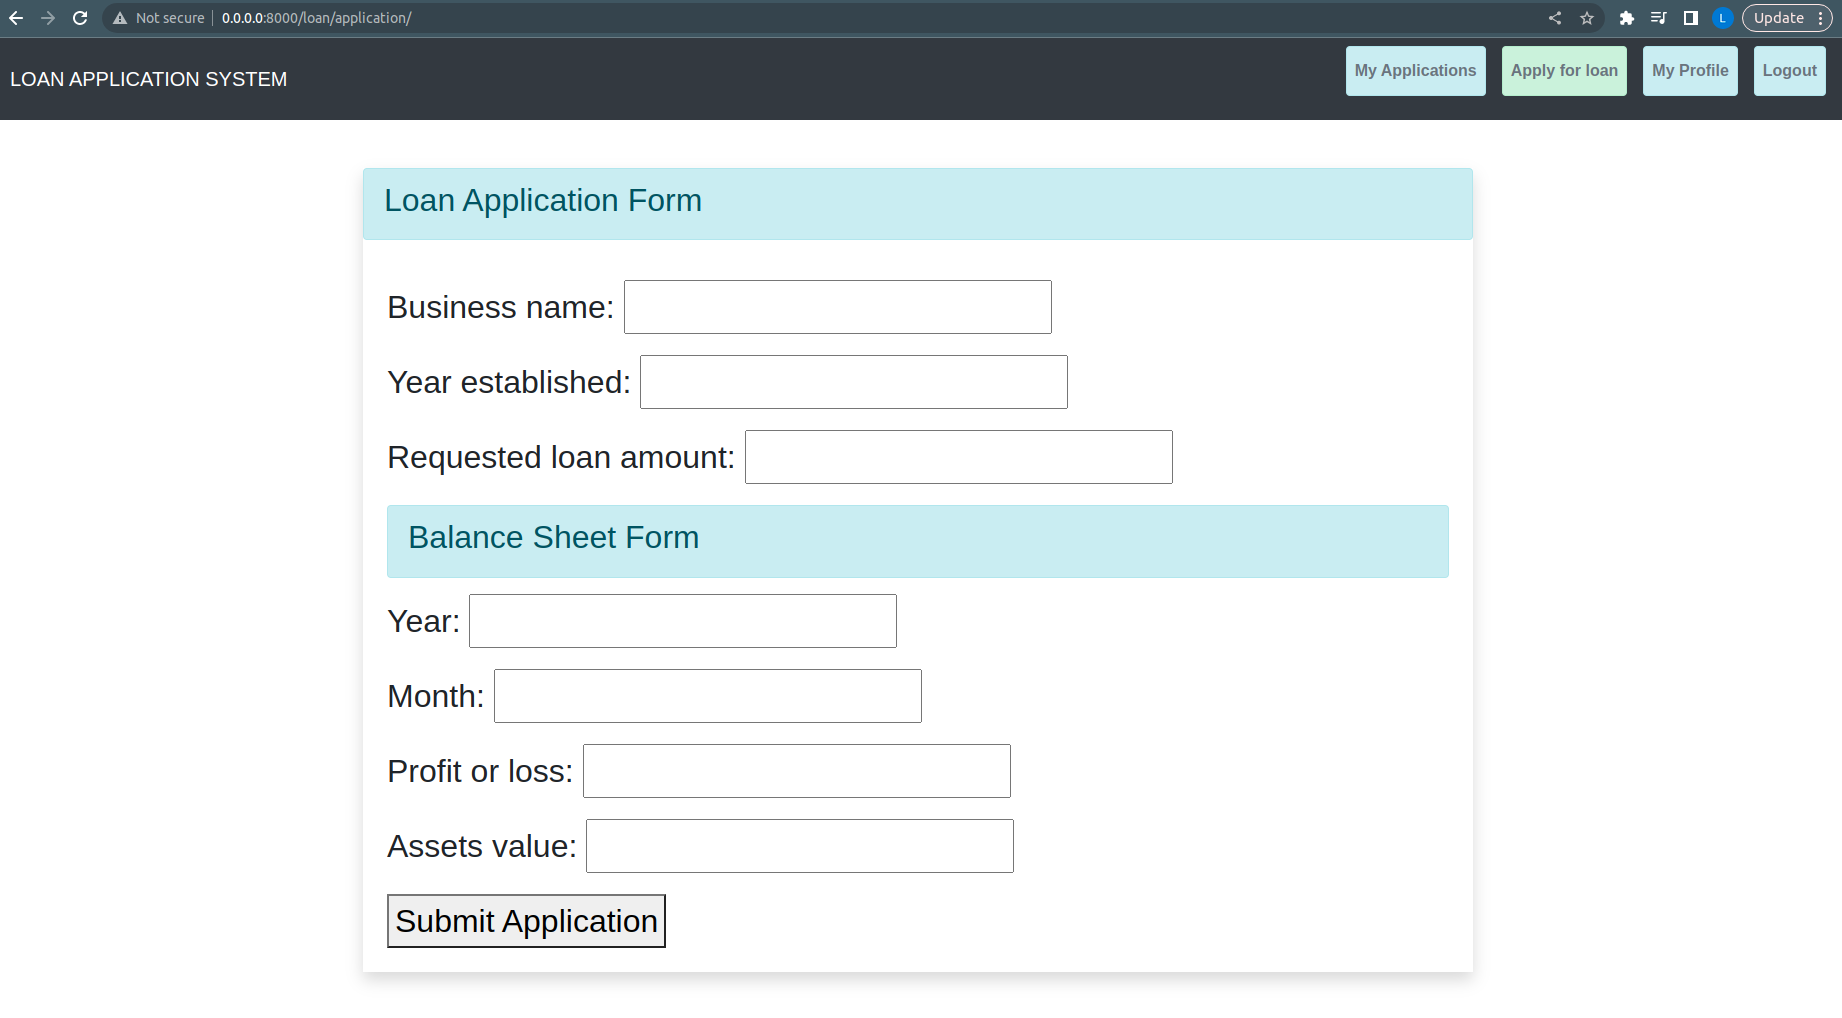 Not secure | 0.0.0.0:8000/loan/application/ L Update
LOAN APPLICATION SYSTEM My Applications Apply for loan My Profile Logout
Loan Application Form
Business name:
Year established:
Requested loan amount:
Balance Sheet Form
Year:
Month:
Profit or loss:
Assets value:
Submit Application